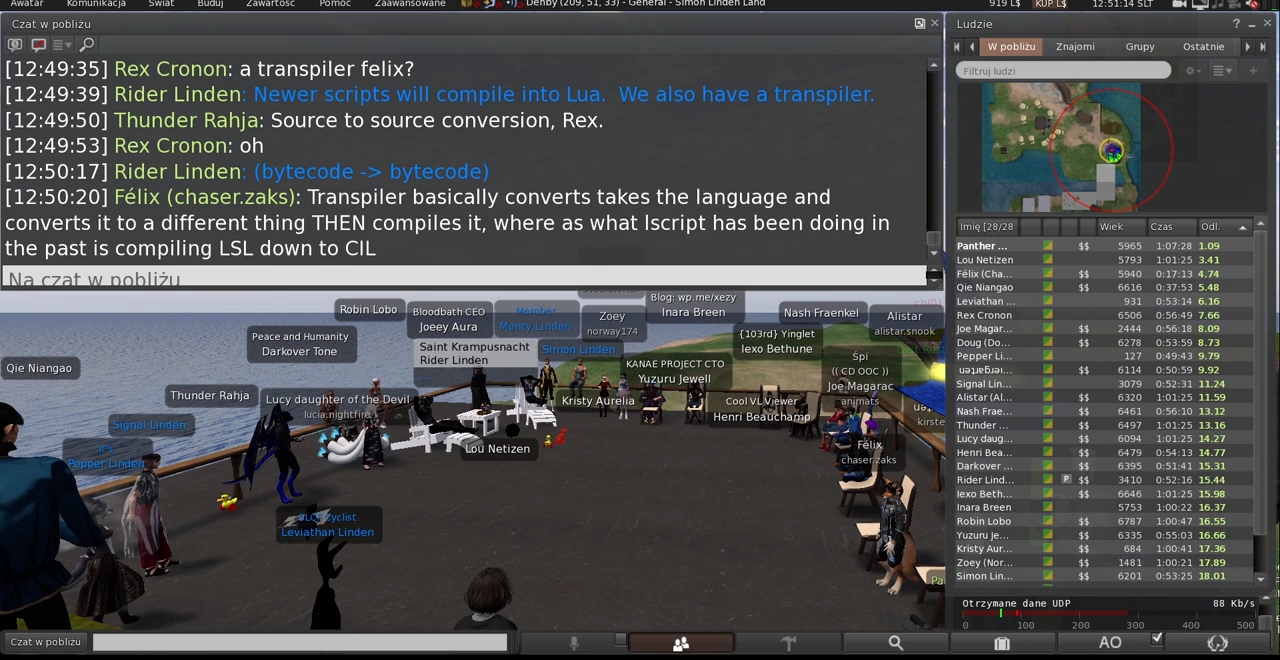 Awatar Komunikacja Świat Buduj Zawartość Pomoc Zaawansowane Denby (209, 51, 33) - General - Simon Linden Land 919 L$ KUP L$ 12:51:14 SLT
Czat w pobliżu
[12:49:35] Rex Cronon: a transpiler felix?
[12:49:39] Rider Linden: Newer scripts will compile into Lua.  We also have a transpiler.
[12:49:50] Thunder Rahja: Source to source conversion, Rex.
[12:49:53] Rex Cronon: oh
[12:50:17] Rider Linden: (bytecode -> bytecode)
[12:50:20] Félix (chaser.zaks): Transpiler basically converts takes the language and
converts it to a different thing THEN compiles it, where as what lscript has been doing in
the past is compiling LSL down to CIL
Na czat w pobliżu
Robin Lobo
Bloodbath CEO
Joeey Aura
Member
Monty Linden
Zoey
norway174
Blog: wp.me/xezy
Inara Breen
Nash Fraenkel
Alistar
alistar.snook
Peace and Humanity
Darkover Tone
Saint Krampusnacht
Rider Linden
Simon Linden
{103rd} Yinglet
Iexo Bethune
Qie Niangao
KANAE PROJECT CTO
Yuzuru Jewell
Śpi
(( CD OOC ))
Joe Magarac
animats
Thunder Rahja
Lucy daughter of the Devil
lucia.nightfire
Kristy Aurelia
Cool VL Viewer
Henri Beauchamp
kirste
Signal Linden
It's
Pepper Linden
Lou Netizen
Félix
chaser.zaks
SLOP Cyclist
Leviathan Linden
Pa
Czat w pobliżu
AO
Ludzie
? _ ×
W pobliżu Znajomi Grupy Ostatnie
Filtruj ludzi
Imię [28/28 Wiek Czas Odl.
Panther ... $$ 5965 1:07:28 1.09
Lou Netizen 5793 1:01:25 3.41
Félix (Cha... $$ 5940 0:17:13 4.74
Qie Niangao $$ 6616 0:37:53 5.48
Leviathan ... 931 0:53:14 6.16
Rex Cronon 6506 0:56:49 7.66
Joe Magar... $$ 2444 0:56:18 8.09
Doug (Do... $$ 6278 0:53:59 8.73
Pepper Li... 127 0:49:43 9.79
$$ 6114 0:50:59 9.92
Signal Lin... 3079 0:52:31 11.24
Alistar (Al... $$ 6320 1:01:25 11.59
Nash Frae... $$ 6461 0:56:10 13.12
Thunder ... $$ 6497 1:01:25 13.16
Lucy daug... $$ 6094 1:01:25 14.27
Henri Bea... $$ 6479 0:54:13 14.77
Darkover ... $$ 6395 0:51:41 15.31
Rider Lind... P $$ 3410 0:52:16 15.44
Iexo Beth... $$ 6646 1:01:25 15.98
Inara Breen 5753 1:00:22 16.37
Robin Lobo $$ 6787 1:00:47 16.55
Yuzuru Je... $$ 6335 0:55:03 16.66
Kristy Aur... $$ 684 1:00:41 17.36
Zoey (Nor... $$ 1481 1:00:21 17.89
Simon Lin... $$ 6201 0:53:25 18.01
Otrzymane dane UDP 88 Kb/s
0 100 200 300 400 500